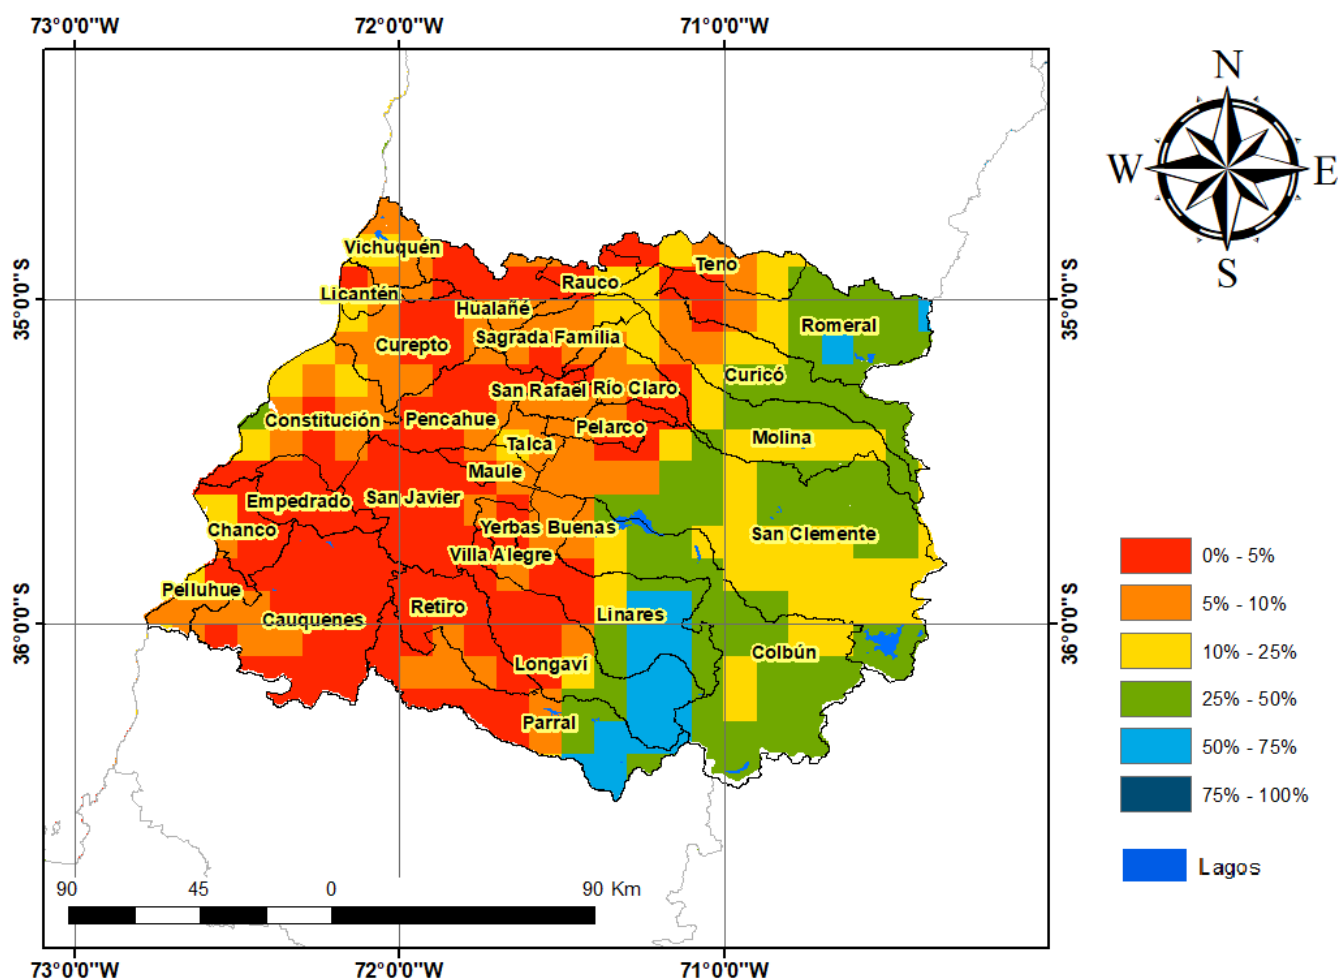 73°0'0"W
72°0'0"W
71°0'0"W
N
W
E
S
35°0'0"S
35°0'0"S
36°0'0"S
36°0'0"S
Vichuquén
Teno
Rauco
Licantén
Hualañé
Romeral
Sagrada Familia
Curepto
Curicó
San Rafael
Río Claro
Constitución
Pencahue
Pelarco
Molina
Talca
Maule
Empedrado
San Javier
Chanco
Yerbas Buenas
San Clemente
Villa Alegre
Pelluhue
Retiro
Linares
Cauquenes
Colbún
Longaví
Parral
0% - 5%
5% - 10%
10% - 25%
25% - 50%
50% - 75%
75% - 100%
Lagos
90 45 0 90 Km
73°0'0"W
72°0'0"W
71°0'0"W